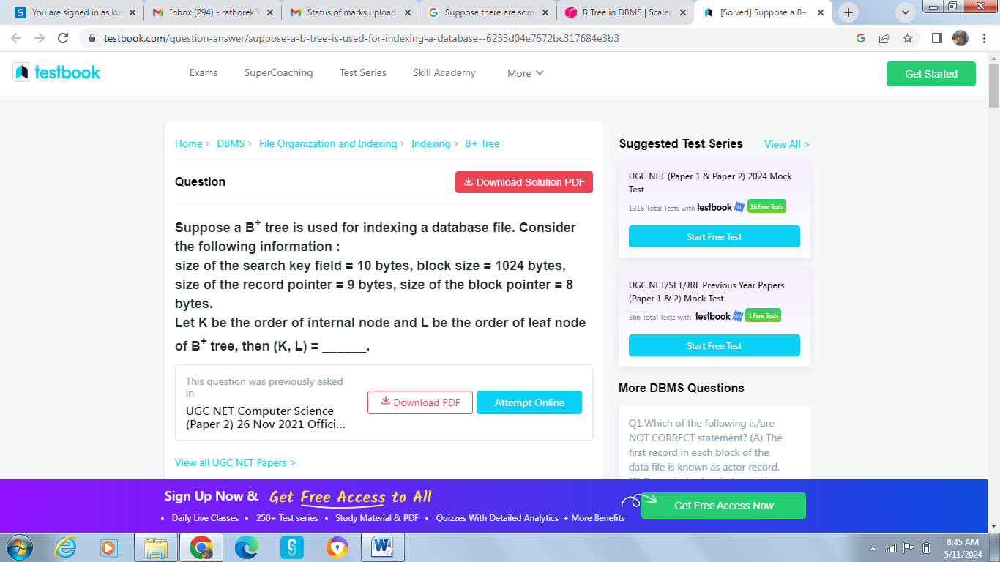 You are signed in as ku
Inbox (294) - rathorek3
Status of marks upload
Suppose there are som
B Tree in DBMS | Scaler
[Solved] Suppose a B+
testbook.com/question-answer/suppose-a-b-tree-is-used-for-indexing-a-database--6253d04e7572bc317684e3b3
testbook
Exams
SuperCoaching
Test Series
Skill Academy
More
Get Started
Home > DBMS > File Organization and Indexing > Indexing > B+ Tree
Question
Download Solution PDF
Suppose a B+ tree is used for indexing a database file. Consider
the following information :
size of the search key field = 10 bytes, block size = 1024 bytes,
size of the record pointer = 9 bytes, size of the block pointer = 8
bytes.
Let K be the order of internal node and L be the order of leaf node
of B+ tree, then (K, L) = ______.
This question was previously asked
in
UGC NET Computer Science
(Paper 2) 26 Nov 2021 Offici...
Download PDF
Attempt Online
View all UGC NET Papers >
Suggested Test Series
View All >
UGC NET (Paper 1 & Paper 2) 2024 Mock
Test
1315 Total Tests with testbook
16 Free Tests
Start Free Test
UGC NET/SET/JRF Previous Year Papers
(Paper 1 & 2) Mock Test
366 Total Tests with testbook
1 Free Tests
Start Free Test
More DBMS Questions
Q1.Which of the following is/are
NOT CORRECT statement? (A) The
first record in each block of the
data file is known as actor record.
Sign Up Now & Get Free Access to All
• Daily Live Classes • 250+ Test series • Study Material & PDF • Quizzes With Detailed Analytics + More Benefits
Get Free Access Now
8:45 AM
5/11/2024